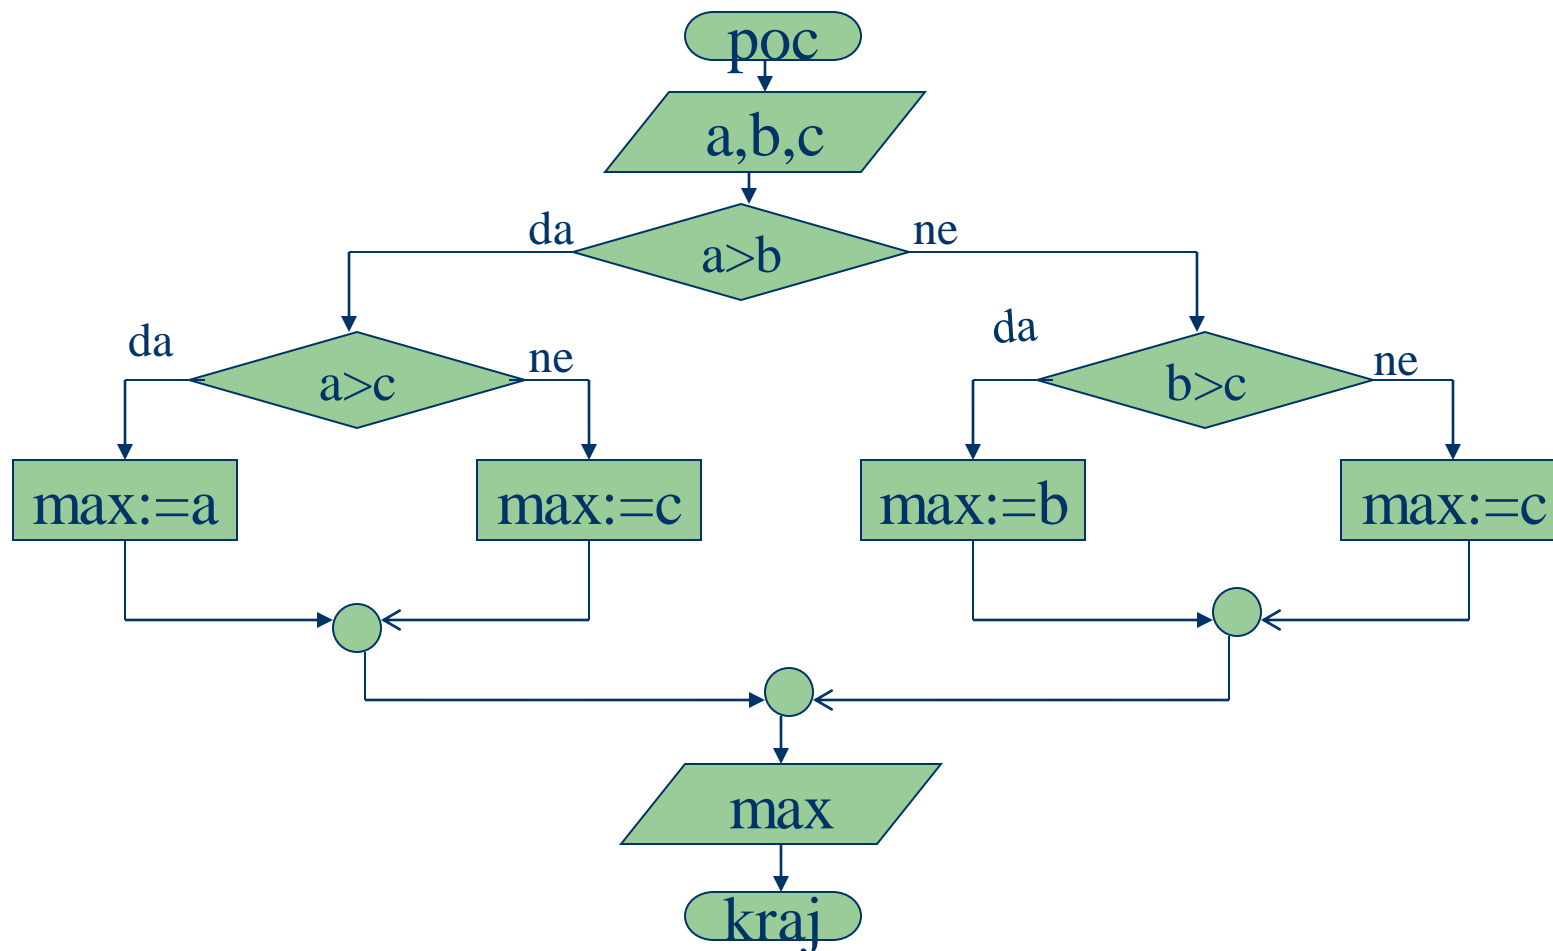 poc
a,b,c
da
ne
a>b
da
ne
a>c
da
ne
b>c
max:=a
max:=c
max:=b
max:=c
max
kraj